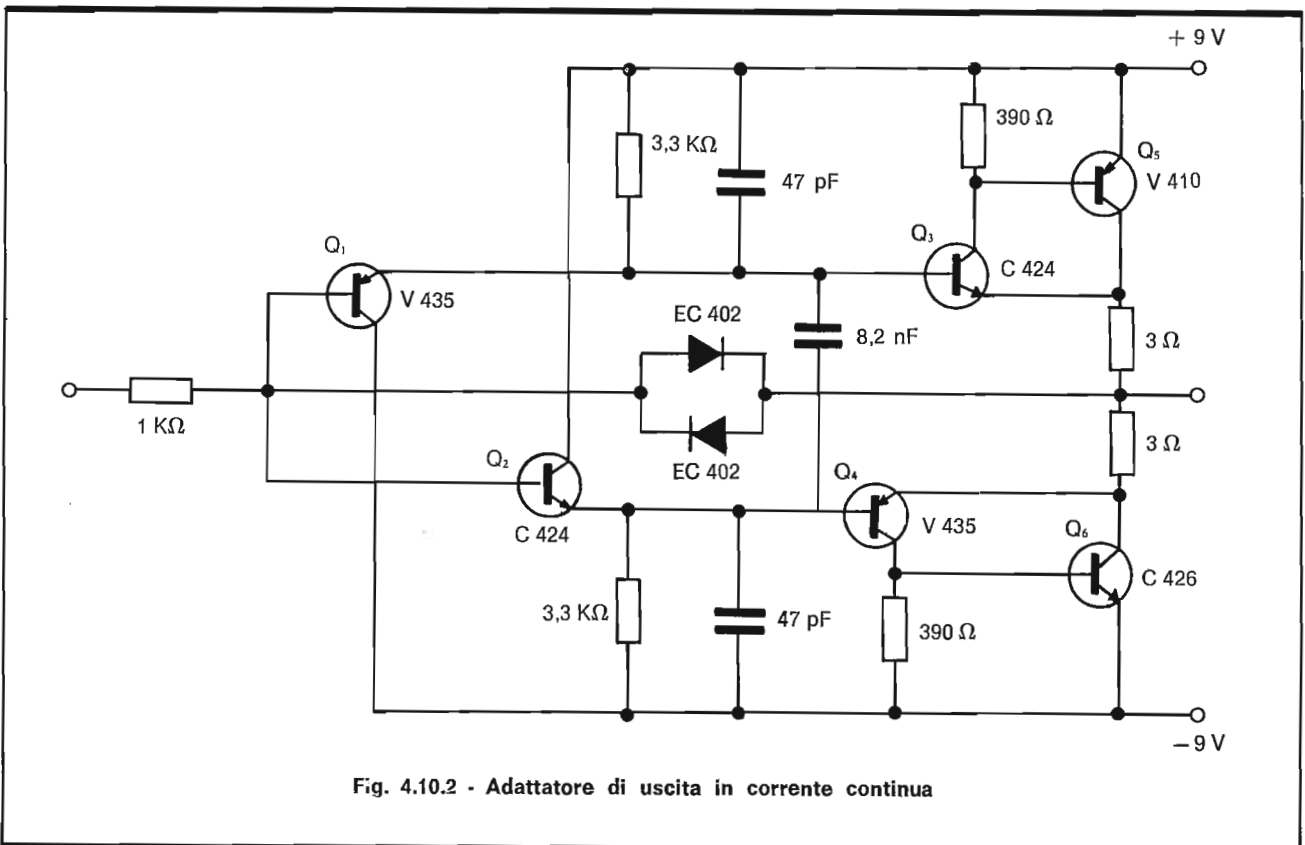 + 9 V
390 Ω
3,3 KΩ
47 pF
Q₅
V 410
Q₁
V 435
Q₃
C 424
EC 402
8,2 nF
3 Ω
1 KΩ
EC 402
3 Ω
Q₂
C 424
Q₄
V 435
Q₆
C 426
3,3 KΩ
47 pF
390 Ω
— 9 V
Fig. 4.10.2 - Adattatore di uscita in corrente continua